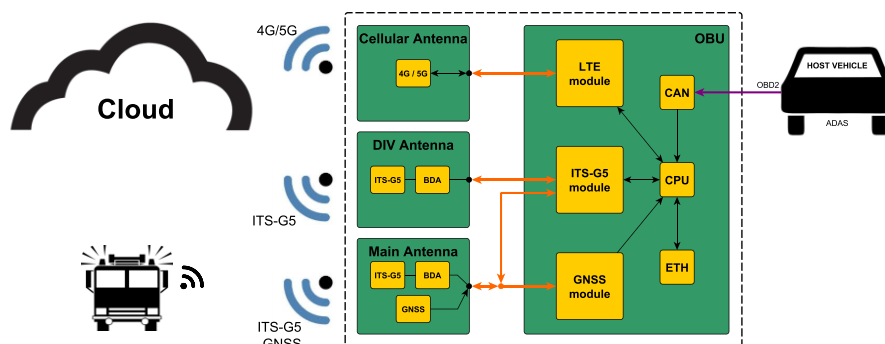 4G/5G
Cloud
ITS-G5
ITS-G5
GNSS
Cellular Antenna
4G / 5G
DIV Antenna
ITS-G5
BDA
Main Antenna
ITS-G5
BDA
GNSS
OBU
LTE
module
CAN
ITS-G5
module
CPU
GNSS
module
ETH
OBD2
HOST VEHICLE
ADAS